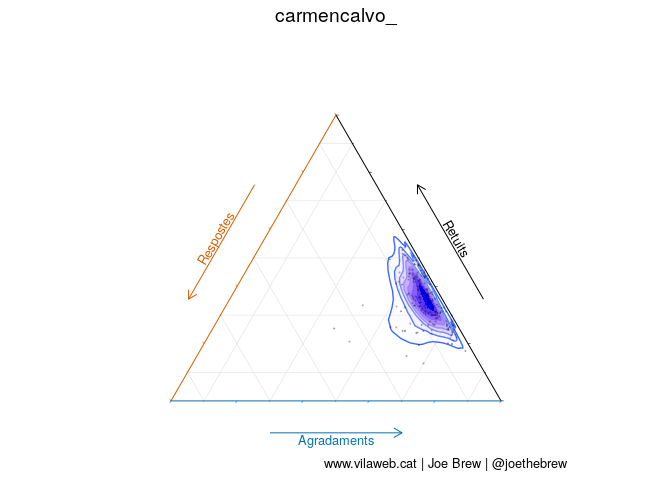 carmencalvo_
Respostes
Retuits
Agradaments
www.vilaweb.cat | Joe Brew | @joethebrew